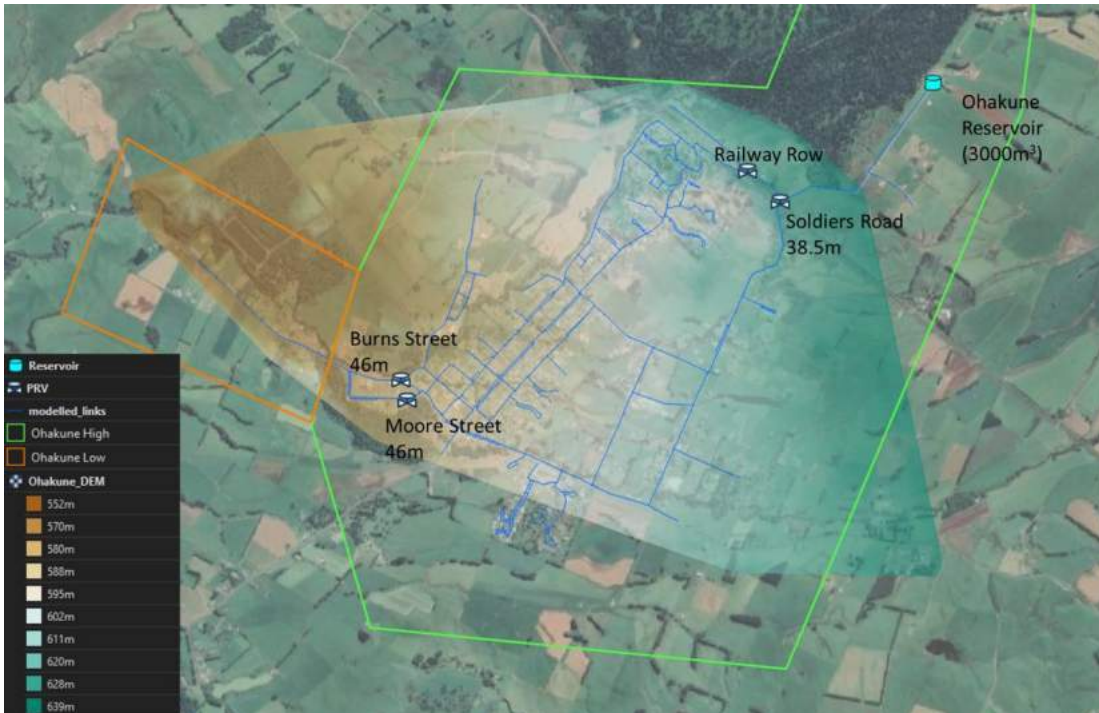 Ohakune
Reservoir
(3000m³)
Railway Row
Soldiers Road
38.5m
Burns Street
46m
Moore Street
46m
Reservoir
PRV
modelled_links
Ohakune High
Ohakune Low
Ohakune_DEM
552m
570m
580m
588m
595m
602m
611m
620m
628m
639m